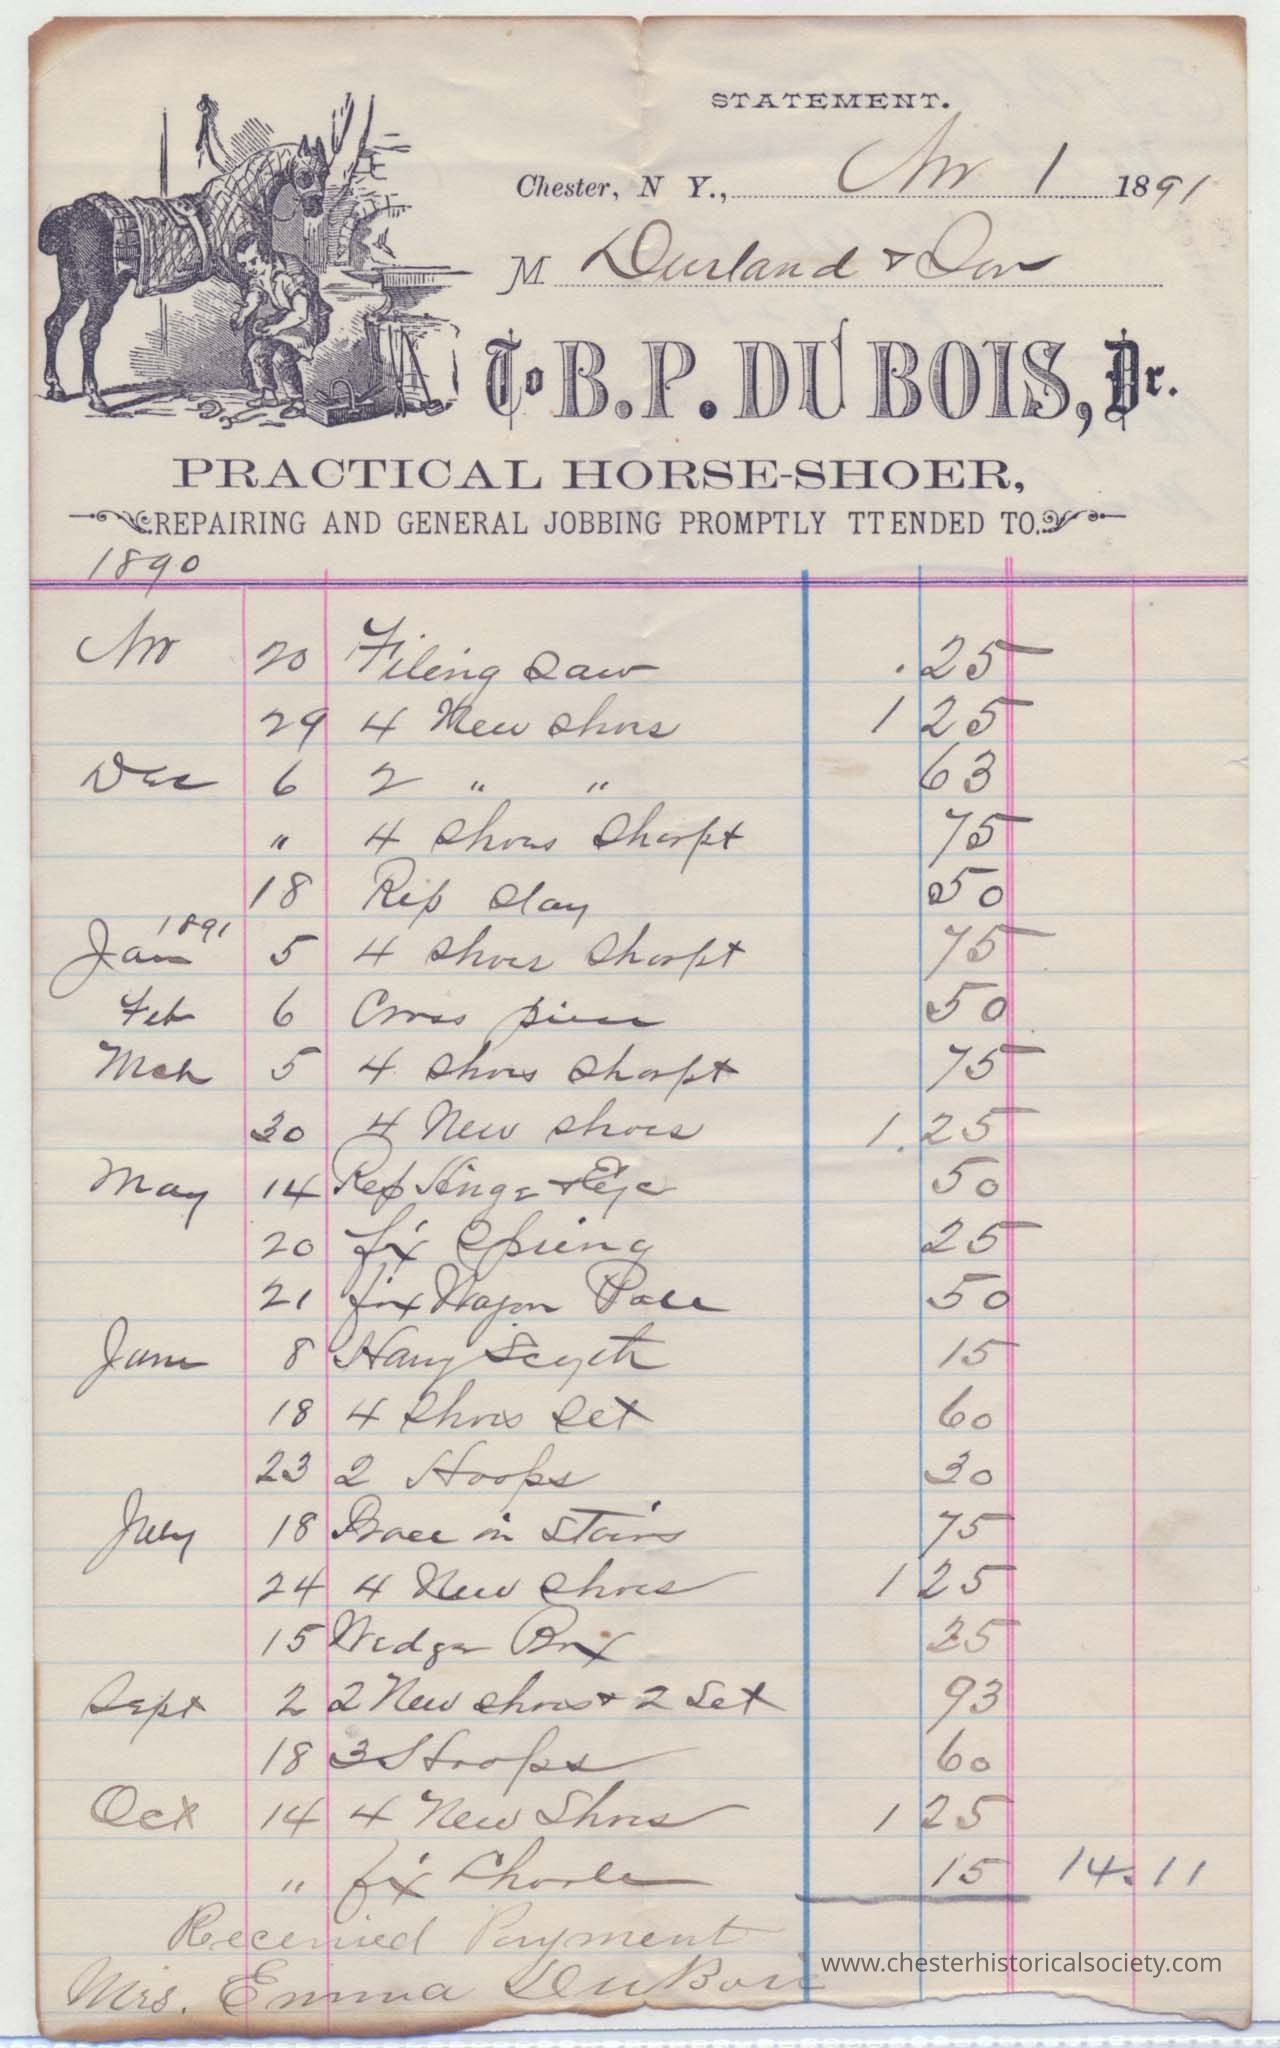 STATEMENT.
Chester, N Y., Nov 1 1891
M Durland & Son
To B. P. DU BOIS, Dr.
PRACTICAL HORSE-SHOER,
REPAIRING AND GENERAL JOBBING PROMPTLY TTENDED TO.
1890
Nov 20 Filing Saw .25
29 4 New Shoes 1 25
Dec 6 2 " " 63
" 4 Shoes Sharpt 75
18 Rep Slay 50
1891
Jan 5 4 Shoes Sharpt 75
Feb 6 Cross piece 50
Mch 5 4 Shoes Sharpt 75
30 4 New Shoes 1.25
May 14 Rep Hinge & Eye 50
20 fix Spring 25
21 fix Wagon Pole 50
June 8 Hang Scyth 15
18 4 Shoes Set 60
23 2 Hoops 30
July 18 in Stairs 75
24 4 New Shoes 1 25
15 Wedge Box 25
Sept 2 2 New Shoes & 2 Set 93
18 3 Hoops 60
Oct 14 4 New Shoes 1 25
" fix 15 14.11
Received Payment
Mrs. Emma DuBois
www.chesterhistoricalsociety.com